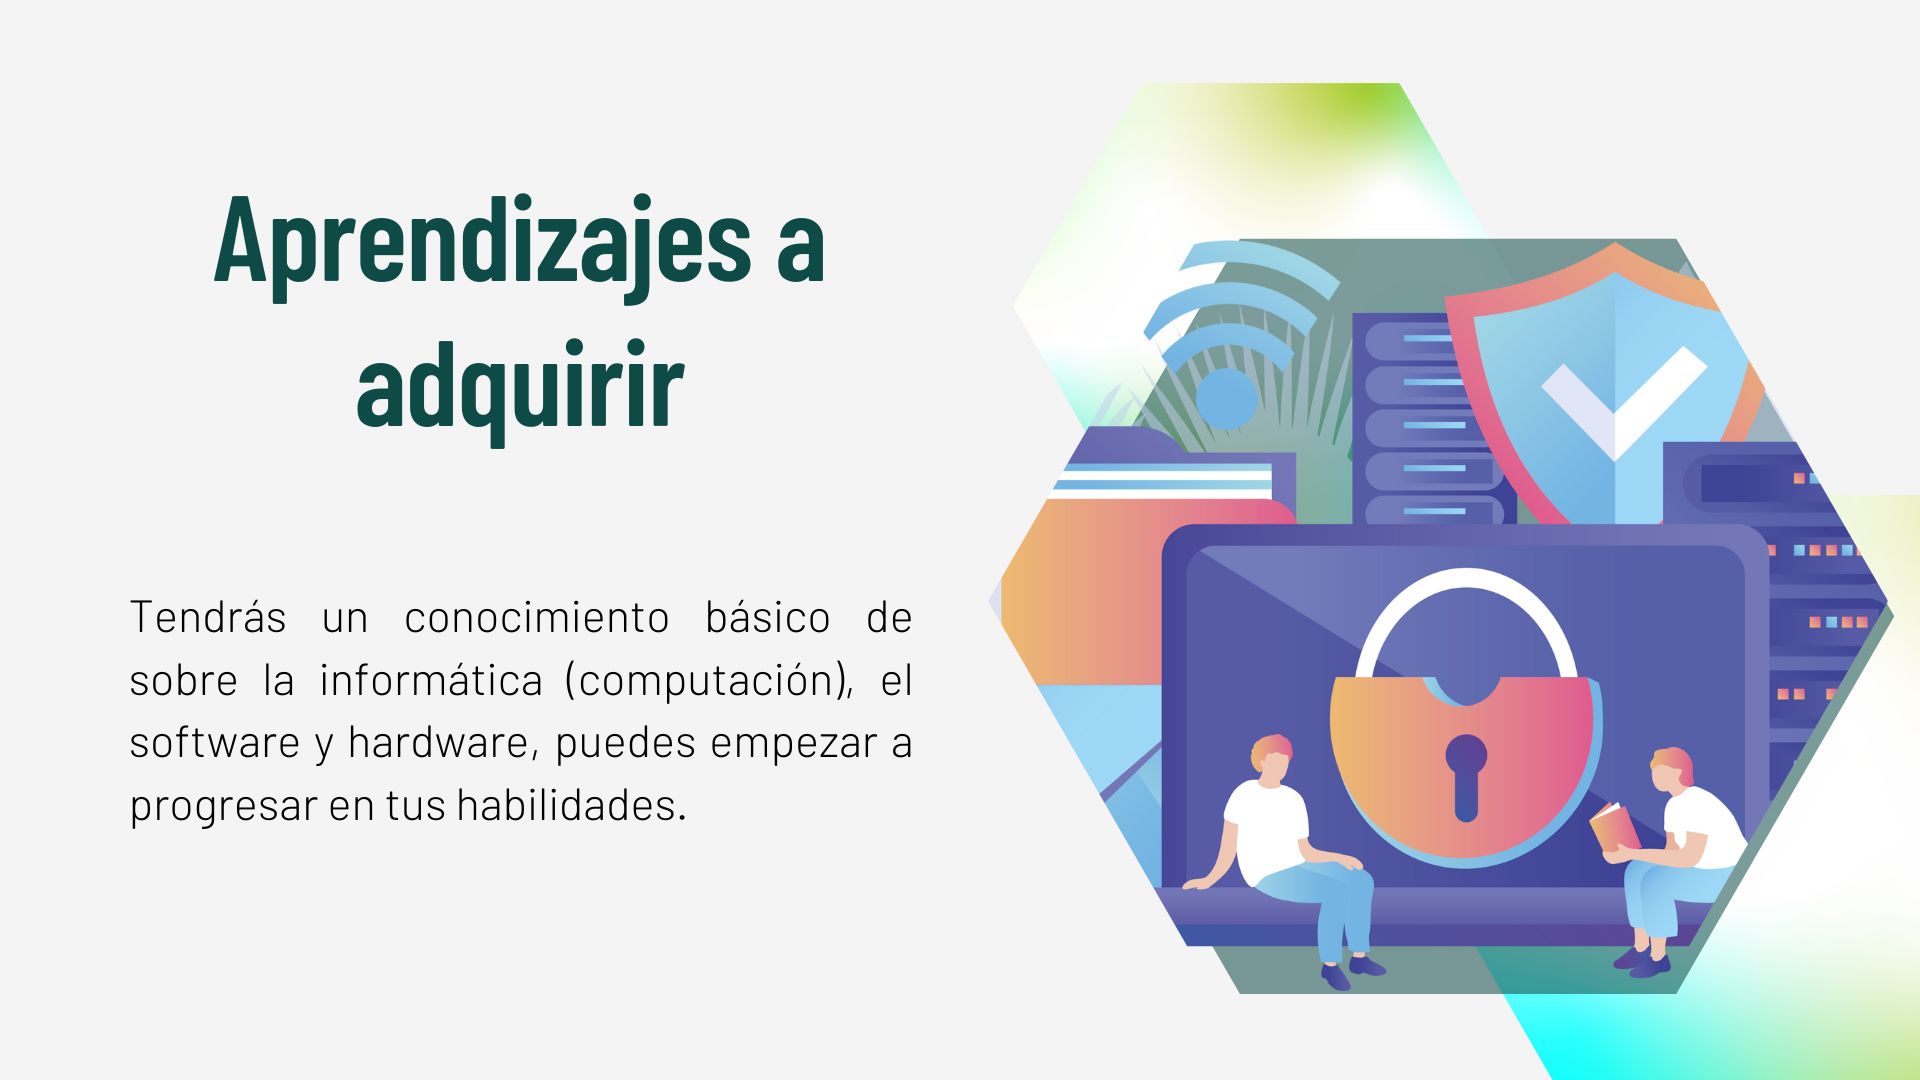 Aprendizajes a
adquirir
Tendrás un conocimiento básico de
sobre la informática (computación), el
software y hardware, puedes empezar a
progresar en tus habilidades.